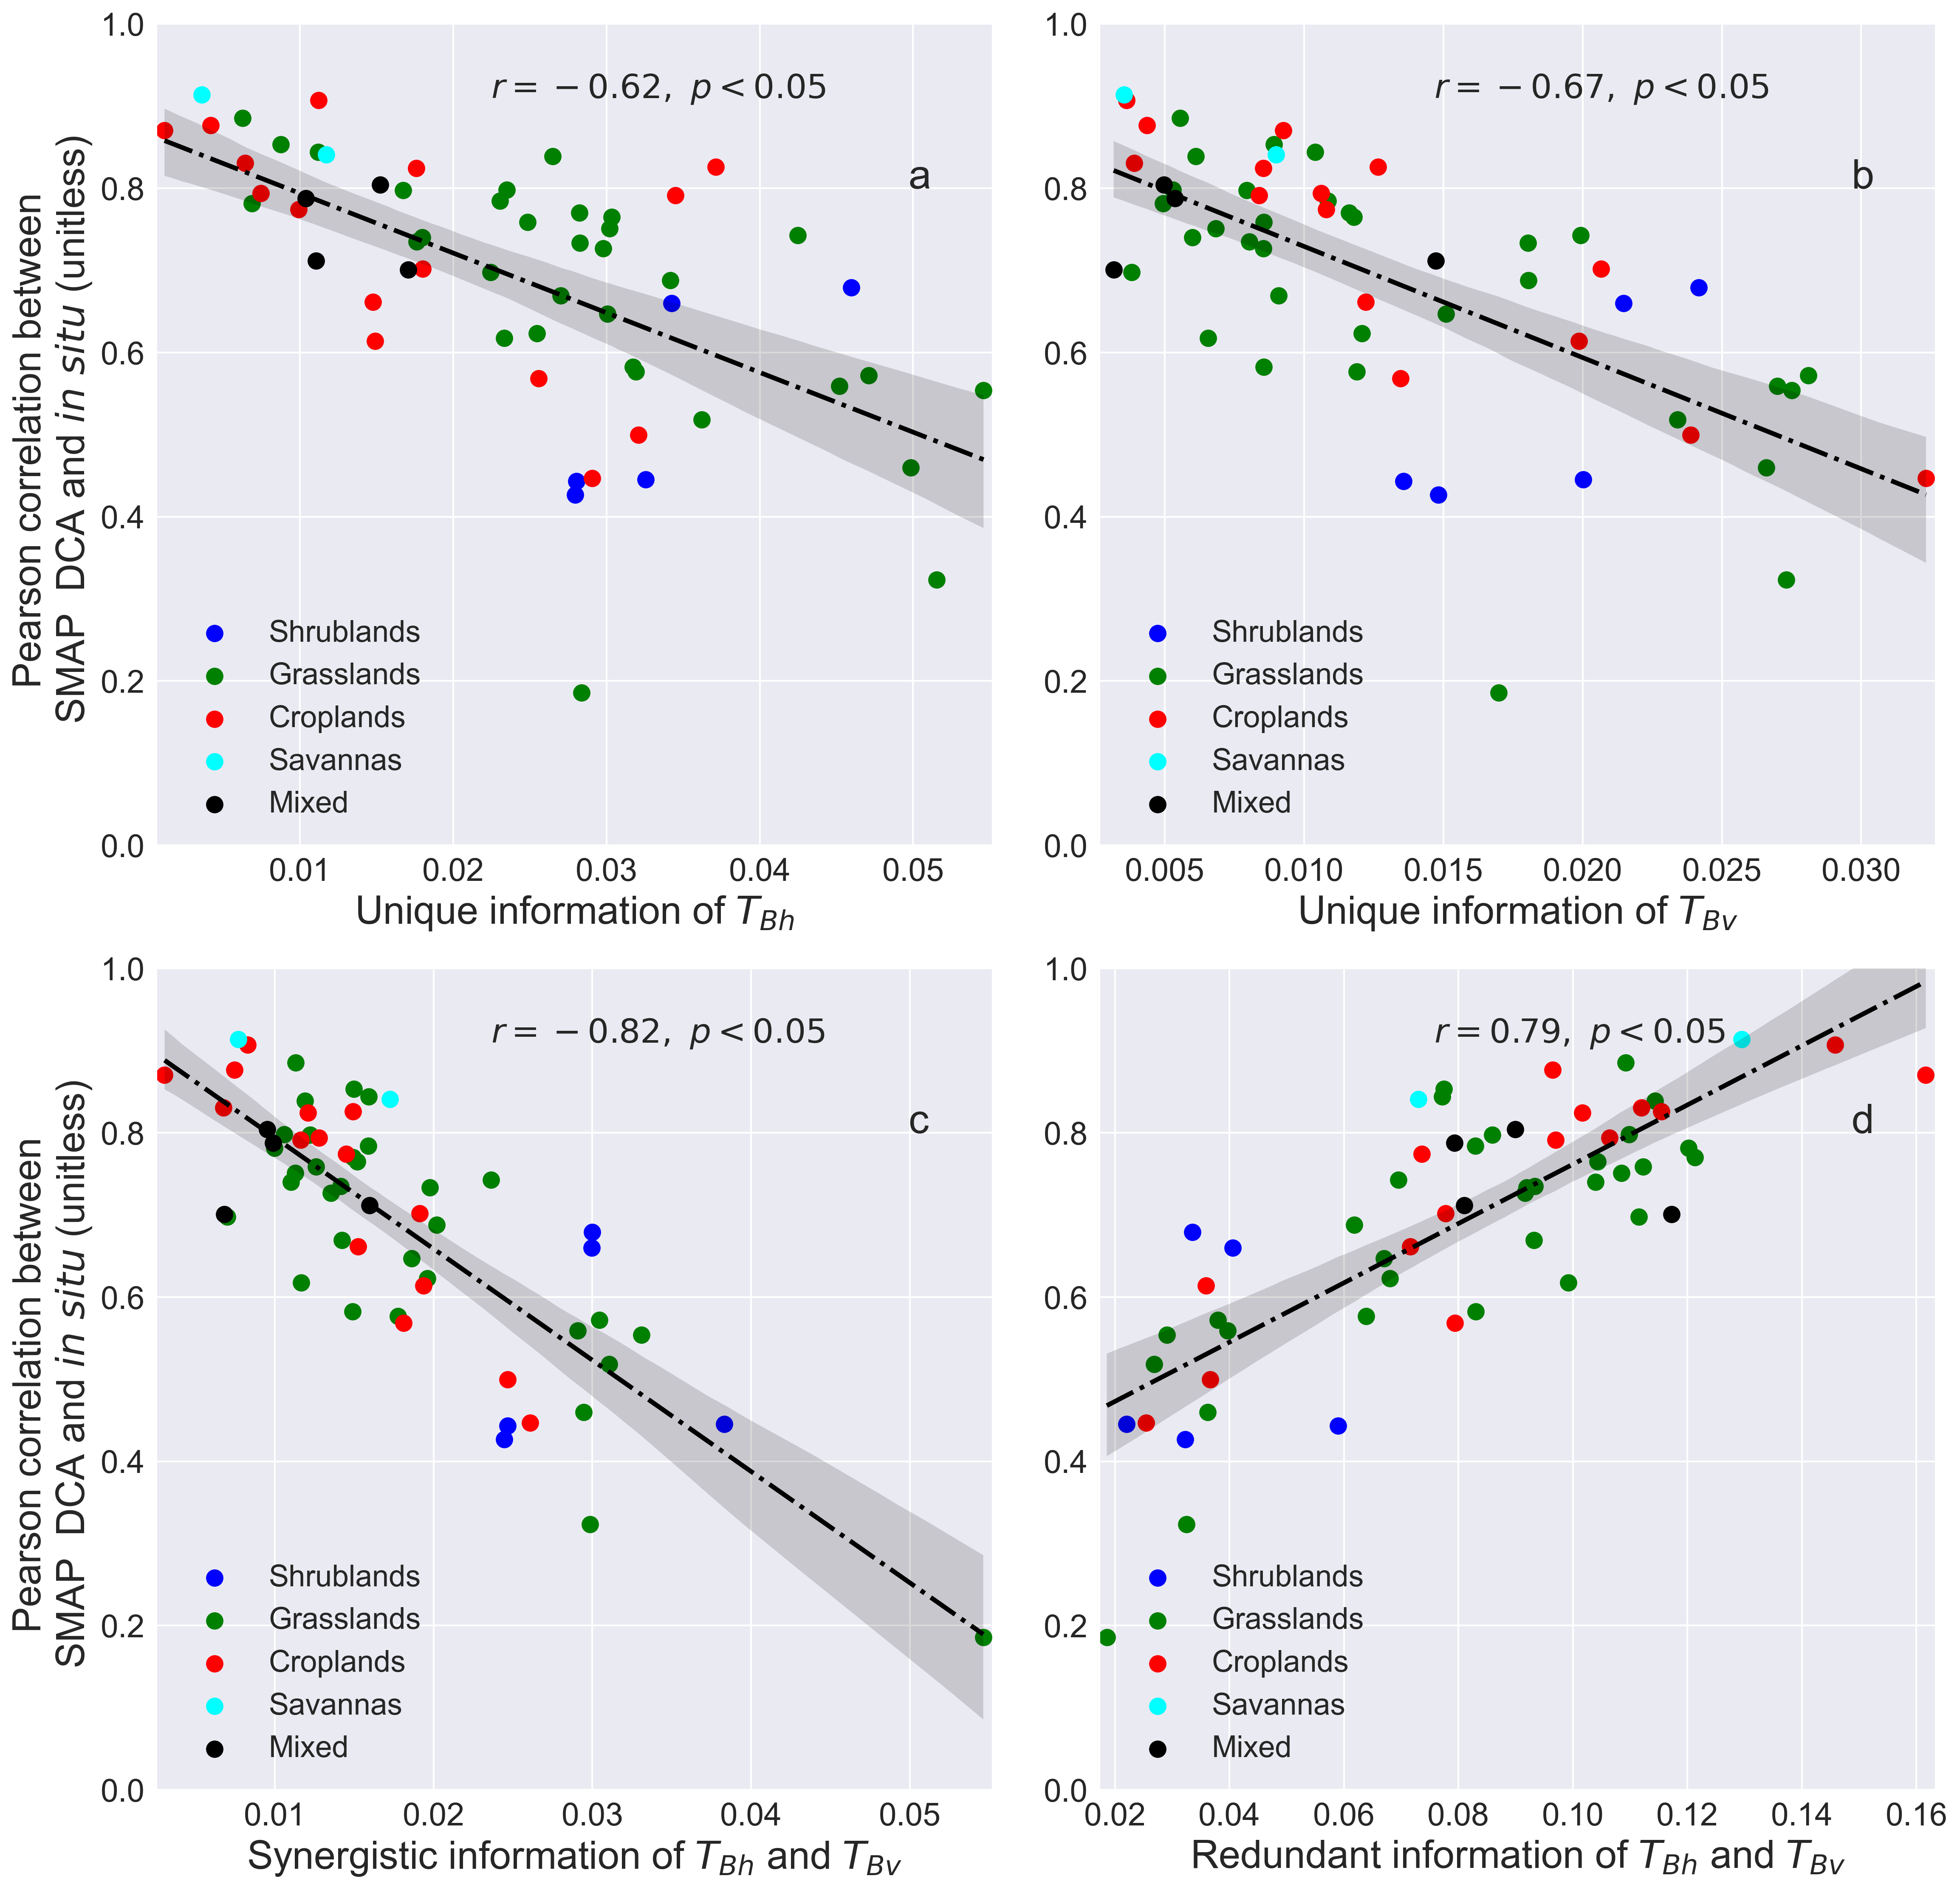 Pearson correlation between
SMAP DCA and in situ (unitless)
1.0
0.8
0.6
0.4
0.2
0.0
r = −0.62, p < 0.05
a
Shrublands
Grasslands
Croplands
Savannas
Mixed
0.01 0.02 0.03 0.04 0.05
Unique information of T_Bh
1.0
0.8
0.6
0.4
0.2
0.0
r = −0.67, p < 0.05
b
Shrublands
Grasslands
Croplands
Savannas
Mixed
0.005 0.010 0.015 0.020 0.025 0.030
Unique information of T_Bv
Pearson correlation between
SMAP DCA and in situ (unitless)
1.0
0.8
0.6
0.4
0.2
0.0
r = −0.82, p < 0.05
c
Shrublands
Grasslands
Croplands
Savannas
Mixed
0.01 0.02 0.03 0.04 0.05
Synergistic information of T_Bh and T_Bv
1.0
0.8
0.6
0.4
0.2
0.0
r = 0.79, p < 0.05
d
Shrublands
Grasslands
Croplands
Savannas
Mixed
0.02 0.04 0.06 0.08 0.10 0.12 0.14 0.16
Redundant information of T_Bh and T_Bv